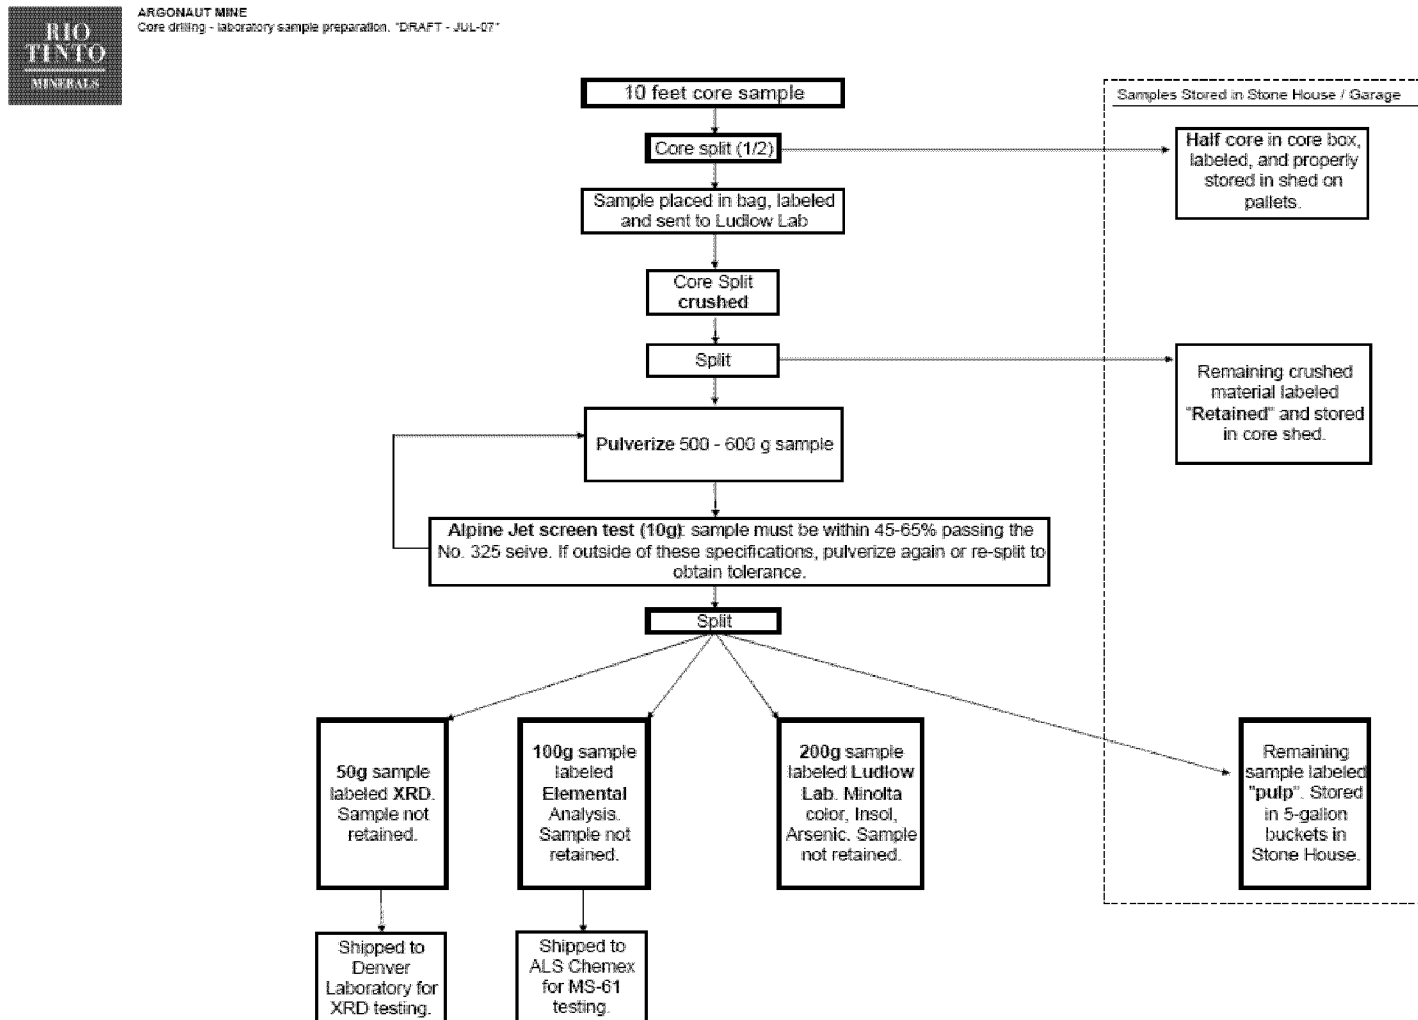 RIO
TINTO
MINERALS
ARGONAUT MINE
Core drilling - laboratory sample preparation. "DRAFT - JUL-07"
10 feet core sample
Samples Stored in Stone House / Garage
Core split (1/2)
Half core in core box,
labeled, and properly
stored in shed on
pallets.
Sample placed in bag, labeled
and sent to Ludlow Lab
Core Split
crushed
Split
Remaining crushed
material labeled
"Retained" and stored
in core shed.
Pulverize 500 - 600 g sample
Alpine Jet screen test (10g): sample must be within 45-65% passing the
No. 325 seive. If outside of these specifications, pulverize again or re-split to
obtain tolerance.
Split
50g sample
labeled XRD.
Sample not
retained.
100g sample
labeled
Elemental
Analysis.
Sample not
retained.
200g sample
labeled Ludlow
Lab. Minolta
color, Insol,
Arsenic. Sample
not retained.
Remaining
sample labeled
"pulp". Stored
in 5-gallon
buckets in
Stone House.
Shipped to
Denver
Laboratory for
XRD testing.
Shipped to
ALS Chemex
for MS-61
testing.